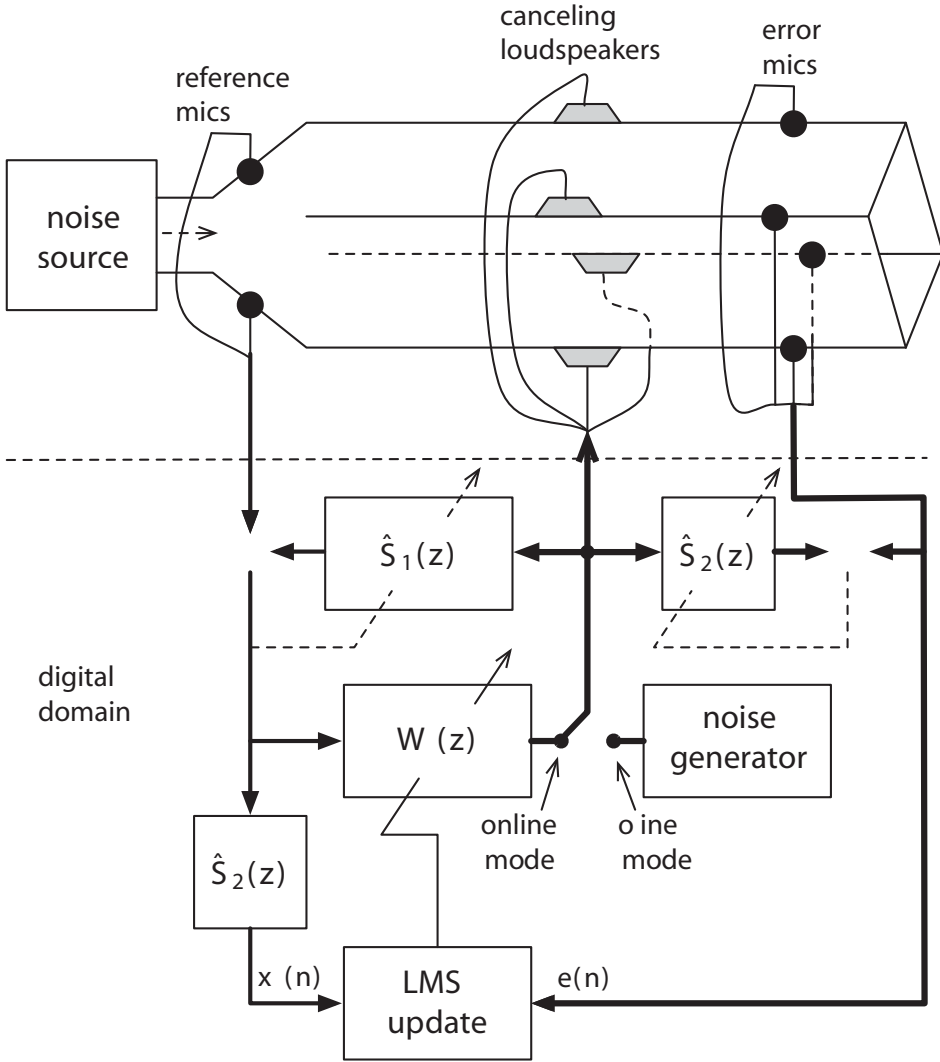 canceling
loudspeakers
error
mics
reference
mics
noise
source
Ŝ1(z)
Ŝ2(z)
digital
domain
W (z)
noise
generator
online
mode
o ine
mode
Ŝ2(z)
x (n)
LMS
update
e(n)